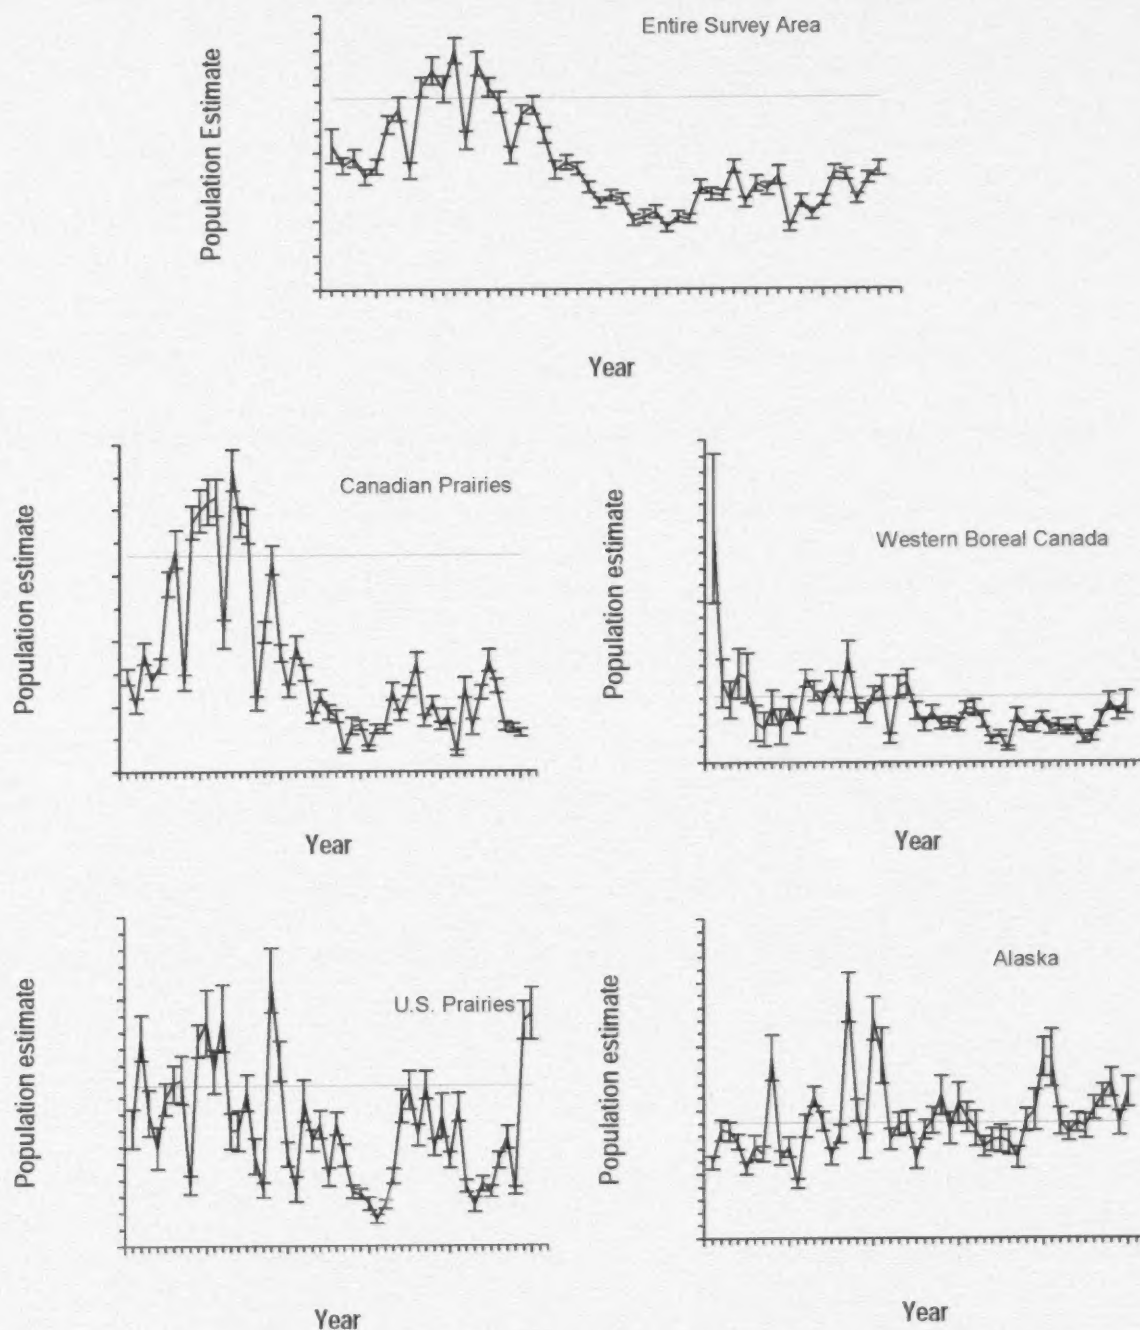 Entire Survey Area
Population Estimate
Year
Canadian Prairies
Population estimate
Year
Western Boreal Canada
Population estimate
Year
U.S. Prairies
Population estimate
Year
Alaska
Population estimate
Year